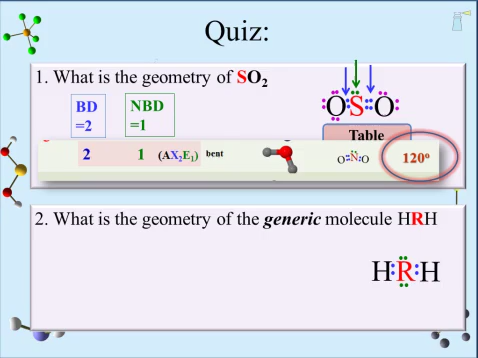 Quiz:
1. What is the geometry of SO₂
BD
=2
NBD
=1
O S O
Table
2 1 (AX₂E₁) bent O N O 120º
2. What is the geometry of the generic molecule HRH
H R H